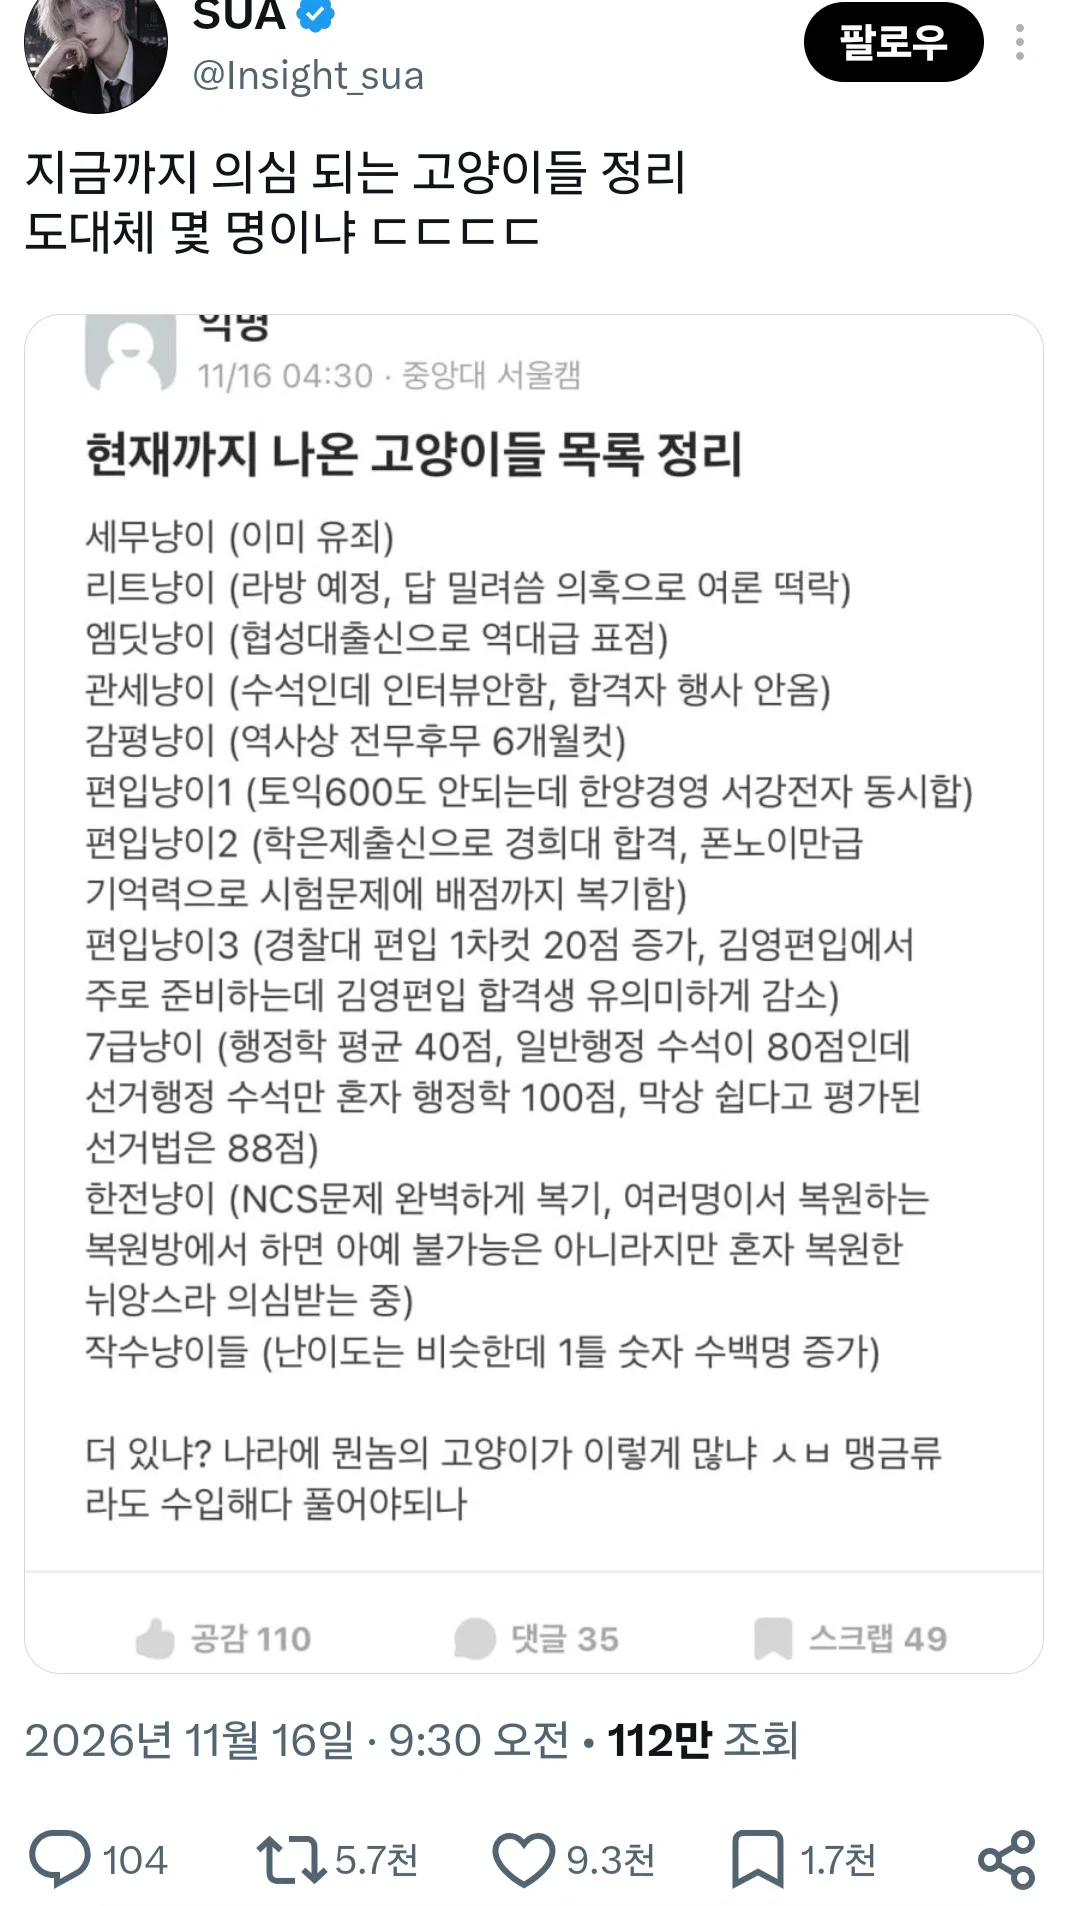 SUA
@Insight_sua
팔로우
지금까지 의심 되는 고양이들 정리
도대체 몇 명이냐 ㄷㄷㄷㄷ
익명
11/16 04:30 · 중앙대 서울캠
현재까지 나온 고양이들 목록 정리
세무냥이 (이미 유죄)
리트냥이 (라방 예정, 답 밀려씀 의혹으로 여론 떡락)
엠딧냥이 (협성대출신으로 역대급 표점)
관세냥이 (수석인데 인터뷰안함, 합격자 행사 안옴)
감평냥이 (역사상 전무후무 6개월컷)
편입냥이1 (토익600도 안되는데 한양경영 서강전자 동시합)
편입냥이2 (학은제출신으로 경희대 합격, 폰노이만급
기억력으로 시험문제에 배점까지 복기함)
편입냥이3 (경찰대 편입 1차컷 20점 증가, 김영편입에서
주로 준비하는데 김영편입 합격생 유의미하게 감소)
7급냥이 (행정학 평균 40점, 일반행정 수석이 80점인데
선거행정 수석만 혼자 행정학 100점, 막상 쉽다고 평가된
선거법은 88점)
한전냥이 (NCS문제 완벽하게 복기, 여러명이서 복원하는
복원방에서 하면 아예 불가능은 아니라지만 혼자 복원한
뉘앙스라 의심받는 중)
작수냥이들 (난이도는 비슷한데 1틀 숫자 수백명 증가)
더 있냐? 나라에 뭔놈의 고양이가 이렇게 많냐 ㅅㅂ 맹금류
라도 수입해다 풀어야되나
공감 110
댓글 35
스크랩 49
2026년 11월 16일 · 9:30 오전 • 112만 조회
104
5.7천
9.3천
1.7천